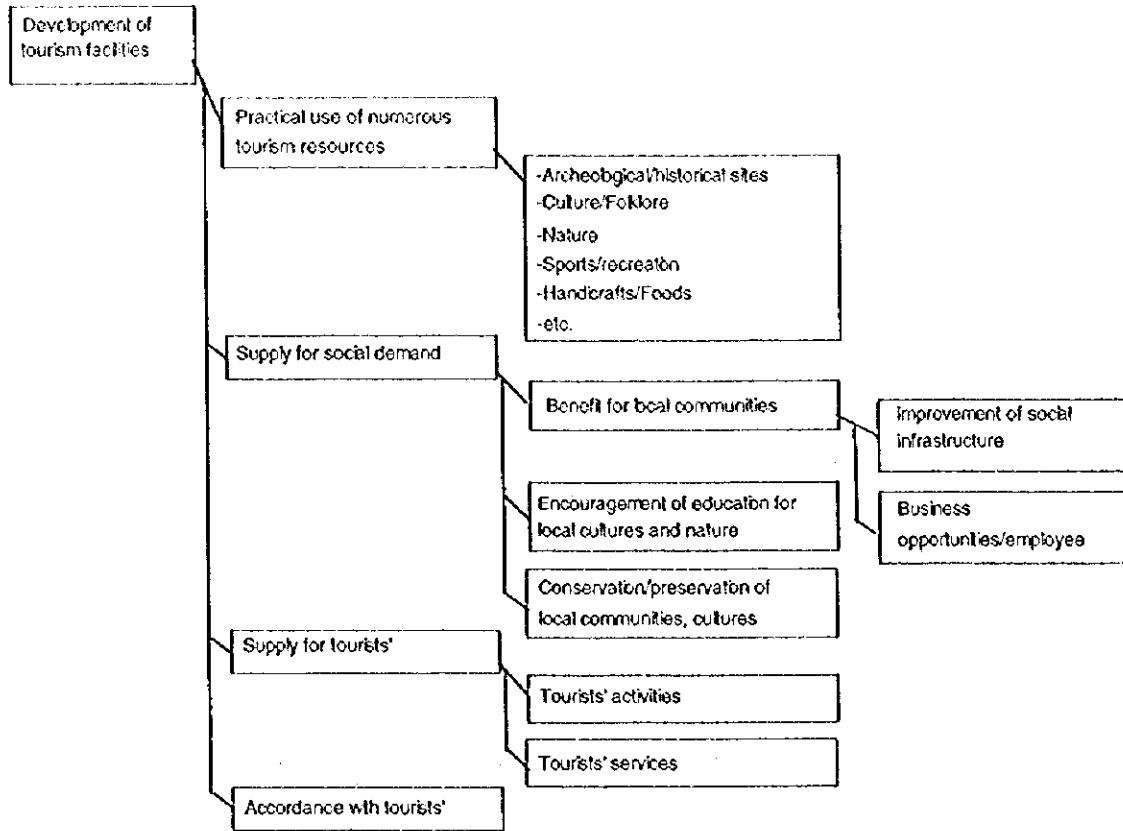 Development of
tourism facilities
Practical use of numerous
tourism resources
-Archeobgical/historical sites
-Culture/Folklore
-Nature
-Sports/recreation
-Handicrafts/Foods
-etc.
Supply for social demand
Benefit for local communities
Improvement of social
infrastructure
Business
opportunities/employee
Encouragement of education for
local cultures and nature
Conservation/preservation of
local communities, cultures
Supply for tourists'
Tourists' activities
Tourists' services
Accordance with tourists'